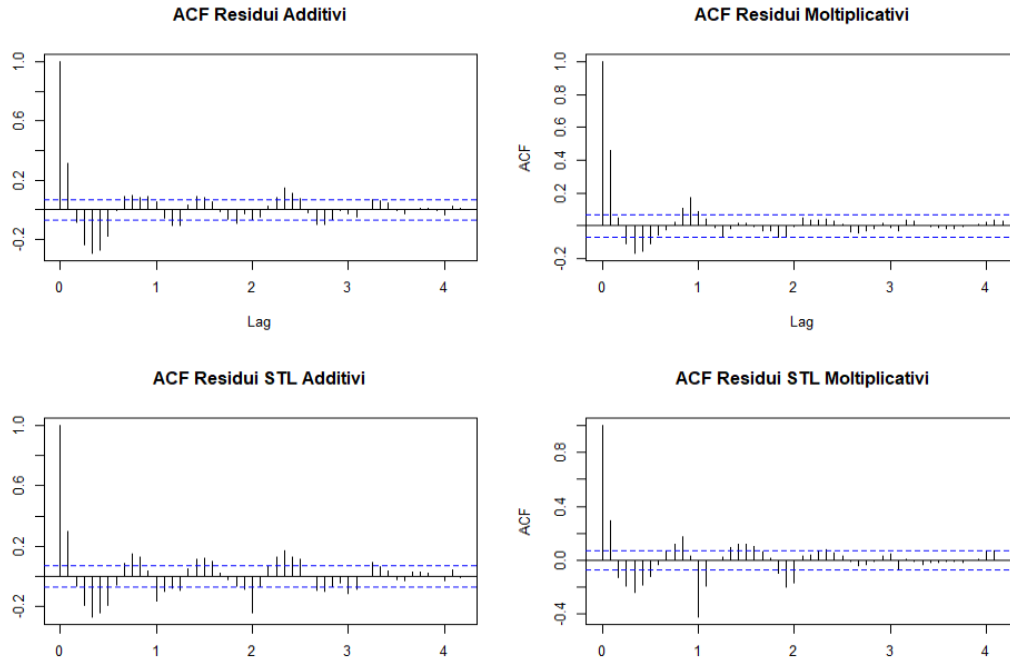 ACF Residui Additivi
1.0
0.6
0.2
-0.2
0 1 2 3 4
Lag
ACF Residui Moltiplicativi
ACF
1.0
0.8
0.6
0.4
0.2
-0.2
0 1 2 3 4
Lag
ACF Residui STL Additivi
1.0
0.6
0.2
-0.2
0 1 2 3 4
ACF Residui STL Moltiplicativi
ACF
0.8
0.4
0.0
-0.4
0 1 2 3 4